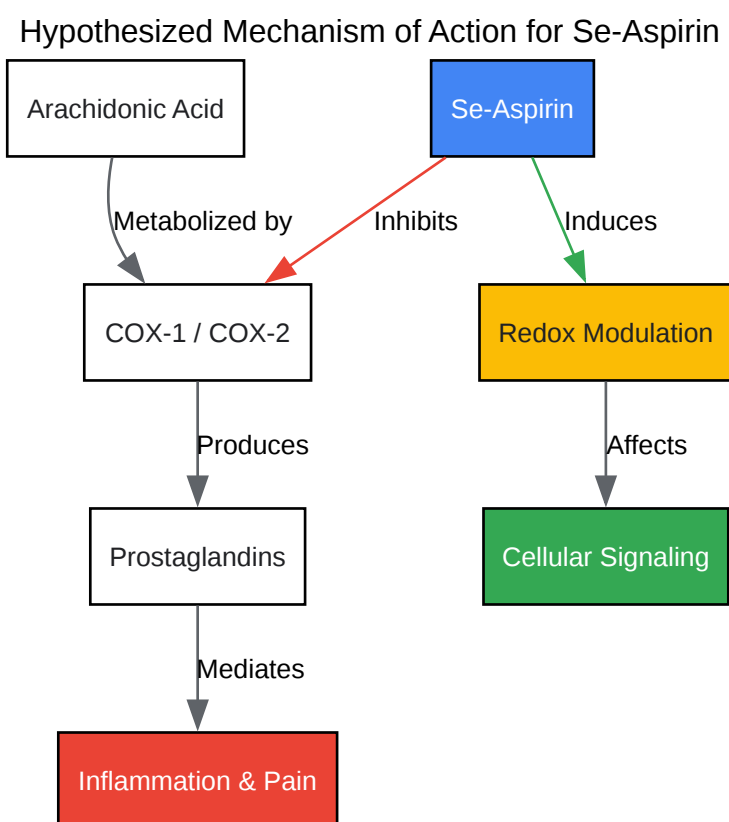 Hypothesized Mechanism of Action for Se-Aspirin
Arachidonic Acid
Se-Aspirin
Metabolized by
Inhibits
Induces
COX-1 / COX-2
Redox Modulation
Produces
Affects
Prostaglandins
Cellular Signaling
Mediates
Inflammation & Pain